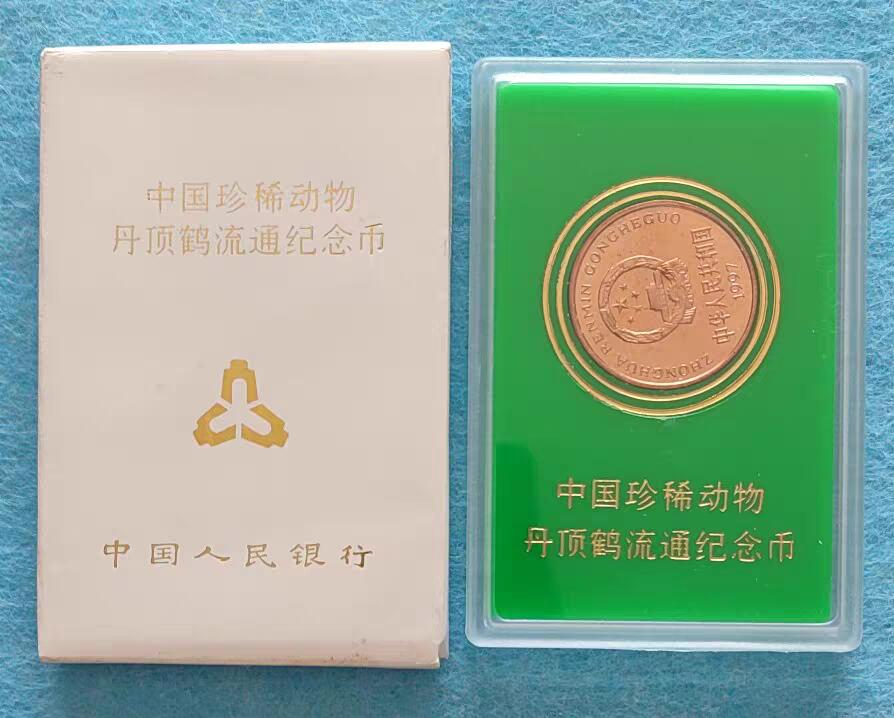 中国珍稀动物
丹顶鹤流通纪念币
中国人民银行
ZHONGHUA RENMIN GONGHEGUO
中华人民共和国
1997
中国珍稀动物
丹顶鹤流通纪念币